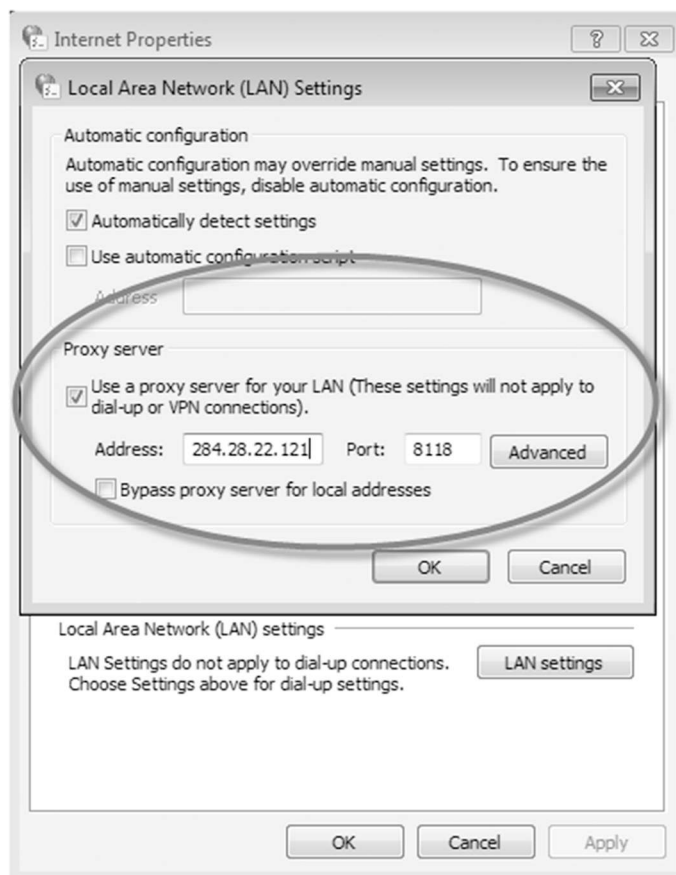 Internet Properties
Local Area Network (LAN) Settings
Automatic configuration
Automatic configuration may override manual settings. To ensure the
use of manual settings, disable automatic configuration.
Automatically detect settings
Use automatic configuration script
Address
Proxy server
Use a proxy server for your LAN (These settings will not apply to
dial-up or VPN connections).
Address: 284.28.22.121 Port: 8118 Advanced
Bypass proxy server for local addresses
OK Cancel
Local Area Network (LAN) settings
LAN Settings do not apply to dial-up connections. LAN settings
Choose Settings above for dial-up settings.
OK Cancel Apply